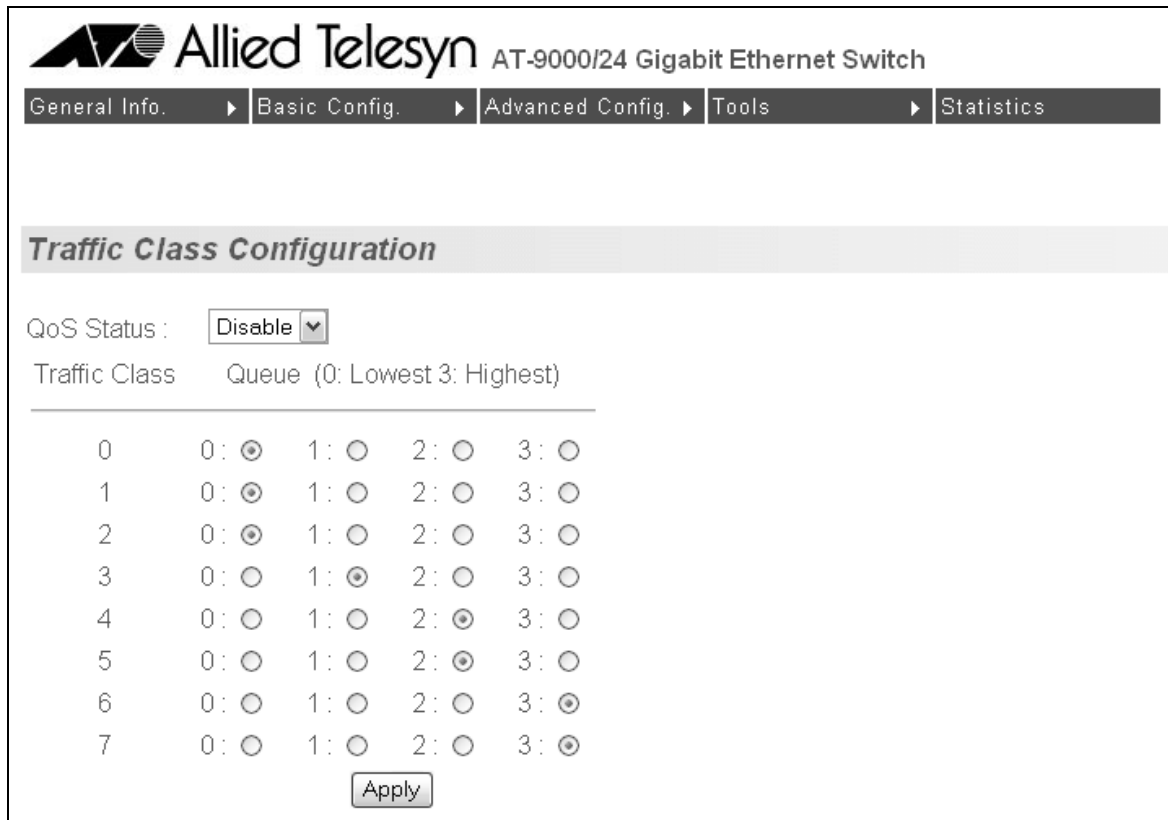 Allied Telesyn AT-9000/24 Gigabit Ethernet Switch
General Info. Basic Config. Advanced Config. Tools Statistics
Traffic Class Configuration
QoS Status : Disable
Traffic Class Queue (0: Lowest 3: Highest)
0 0: 1: 2: 3:
1 0: 1: 2: 3:
2 0: 1: 2: 3:
3 0: 1: 2: 3:
4 0: 1: 2: 3:
5 0: 1: 2: 3:
6 0: 1: 2: 3:
7 0: 1: 2: 3:
Apply